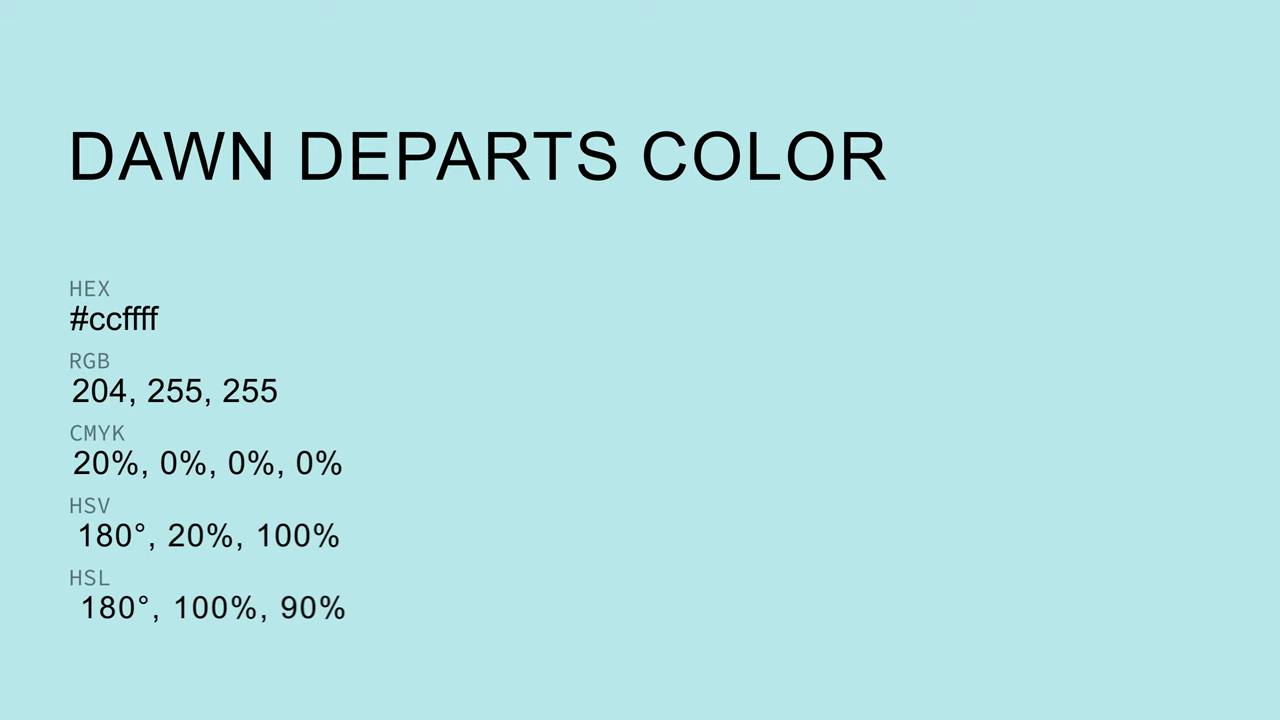 DAWN DEPARTS COLOR
HEX
#ccffff
RGB
204, 255, 255
CMYK
20%, 0%, 0%, 0%
HSV
180°, 20%, 100%
HSL
180°, 100%, 90%